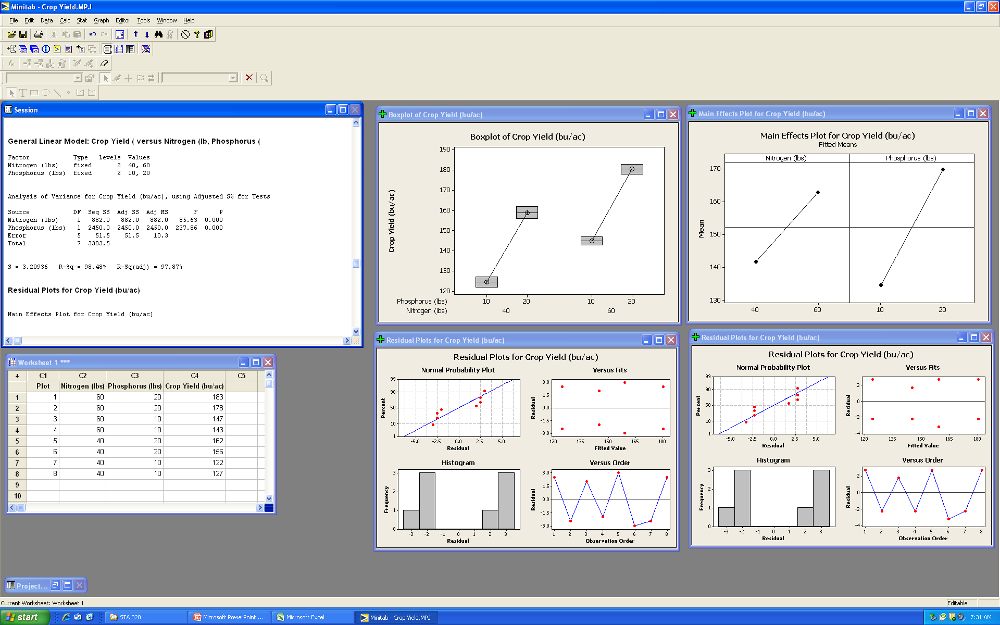 Minitab - Crop Yield.MPJ
File Edit Data Calc Stat Graph Editor Tools Window Help
Session
General Linear Model: Crop Yield ( versus Nitrogen (lb, Phosphorus (
Factor Type Levels Values
Nitrogen (lbs) fixed 2 40, 60
Phosphorus (lbs) fixed 2 10, 20
Analysis of Variance for Crop Yield (bu/ac), using Adjusted SS for Tests
Source DF Seq SS Adj SS Adj MS F P
Nitrogen (lbs) 1 882.0 882.0 882.0 85.63 0.000
Phosphorus (lbs) 1 2450.0 2450.0 2450.0 237.86 0.000
Error 5 51.5 51.5 10.3
Total 7 3383.5
S = 3.20936 R-Sq = 98.48% R-Sq(adj) = 97.87%
Residual Plots for Crop Yield (bu/ac)
Main Effects Plot for Crop Yield (bu/ac)
Boxplot of Crop Yield (bu/ac)
Boxplot of Crop Yield (bu/ac)
Crop Yield (bu/ac)
190
180
170
160
150
140
130
120
Phosphorus (lbs) 10 20 10 20
Nitrogen (lbs) 40 60
Main Effects Plot for Crop Yield (bu/ac)
Main Effects Plot for Crop Yield (bu/ac)
Fitted Means
Nitrogen (lbs) Phosphorus (lbs)
Mean
170
160
150
140
130
40 60 10 20
Worksheet 1 ***
C1 C2 C3 C4 C5
Plot Nitrogen (lbs) Phosphorus (lbs) Crop Yield (bu/ac)
1 1 60 20 183
2 2 60 20 178
3 3 60 10 147
4 4 60 10 143
5 5 40 20 162
6 6 40 20 156
7 7 40 10 122
8 8 40 10 127
9
10
Residual Plots for Crop Yield (bu/ac)
Residual Plots for Crop Yield (bu/ac)
Normal Probability Plot
Percent
99
90
50
10
1
-5.0 -2.5 0.0 2.5 5.0
Residual
Versus Fits
Residual
3.0
1.5
0.0
-1.5
-3.0
120 135 150 165 180
Fitted Value
Histogram
Frequency
3
2
1
0
-3 -2 -1 0 1 2 3
Residual
Versus Order
Residual
3.0
1.5
0.0
-1.5
-3.0
1 2 3 4 5 6 7 8
Observation Order
Residual Plots for Crop Yield (bu/ac)
Residual Plots for Crop Yield (bu/ac)
Normal Probability Plot
Percent
99
90
50
10
1
-5.0 -2.5 0.0 2.5 5.0
Residual
Versus Fits
Residual
2
0
-2
-4
120 135 150 165 180
Fitted Value
Histogram
Frequency
3
2
1
0
-3 -2 -1 0 1 2 3
Residual
Versus Order
Residual
2
0
-2
-4
1 2 3 4 5 6 7 8
Observation Order
Project...
Current Worksheet: Worksheet 1
Editable
start STA 320 Microsoft PowerPoint ... Microsoft Excel Minitab - Crop Yield.MPJ 7:31 AM